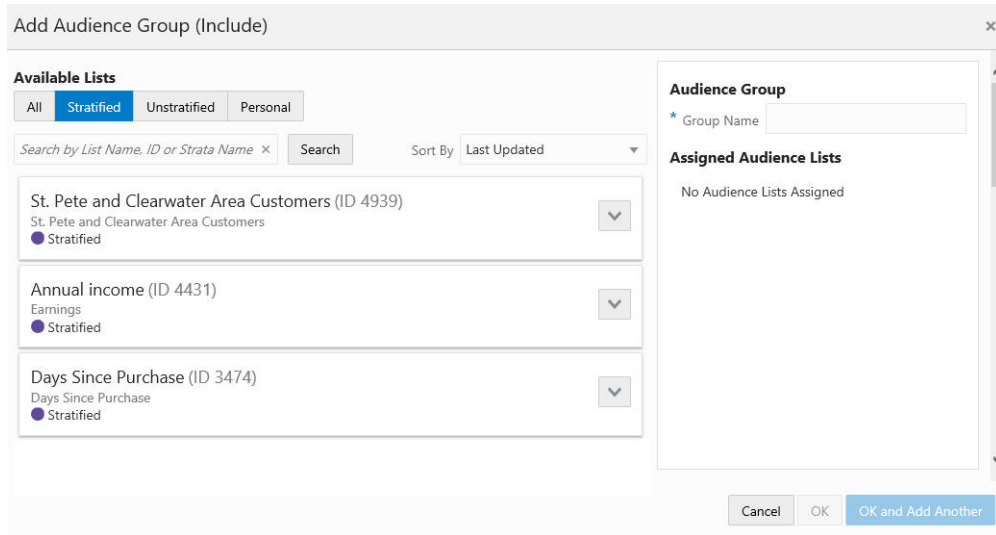 Add Audience Group (Include)
×
Available Lists
All Stratified Unstratified Personal
Search by List Name, ID or Strata Name × Search Sort By Last Updated
St. Pete and Clearwater Area Customers (ID 4939)
St. Pete and Clearwater Area Customers
Stratified
Annual income (ID 4431)
Earnings
Stratified
Days Since Purchase (ID 3474)
Days Since Purchase
Stratified
Audience Group
* Group Name
Assigned Audience Lists
No Audience Lists Assigned
Cancel OK OK and Add Another